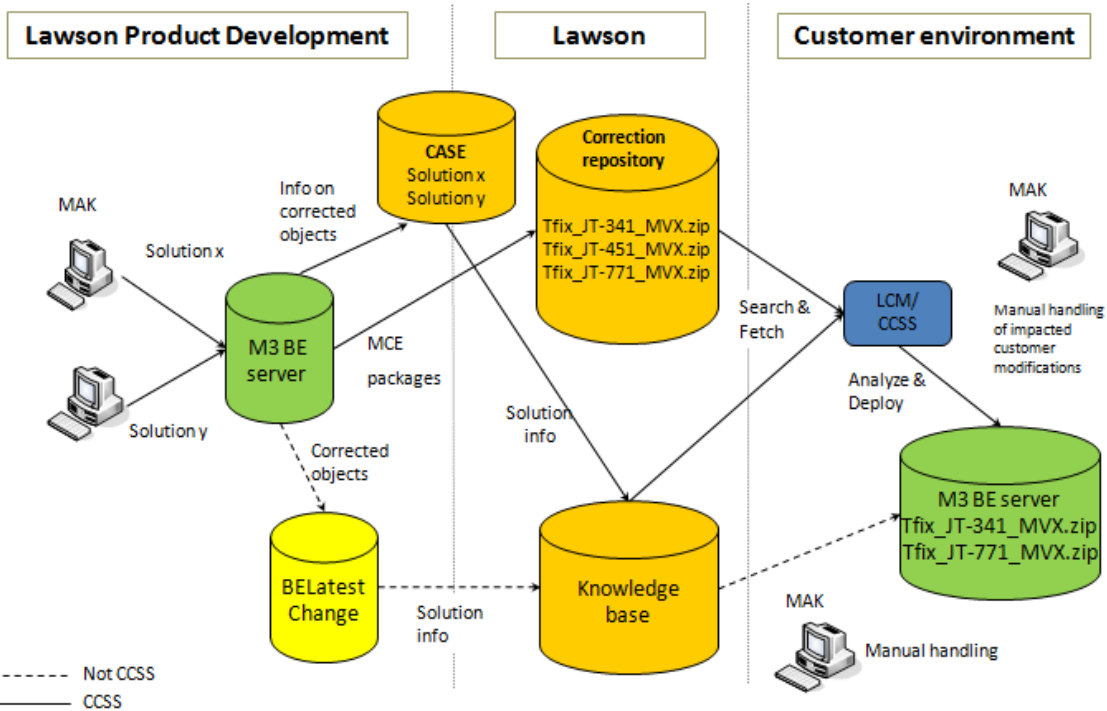 Lawson Product Development
Lawson
Customer environment
CASE
Solution x
Solution y
Correction
repository
Tfix_JT-341_MVX.zip
Tfix_JT-451_MVX.zip
Tfix_JT-771_MVX.zip
Info on
corrected
objects
MAK
Solution x
M3 BE
server
MCE
packages
Solution y
Corrected
objects
Search &
Fetch
LCM/
CCSS
MAK
Manual handling
of impacted
customer
modifications
Analyze &
Deploy
Solution
info
M3 BE server
Tfix_JT-341_MVX.zip
Tfix_JT-771_MVX.zip
BELatest
Change
Solution
info
Knowledge
base
MAK
Manual handling
Not CCSS
CCSS